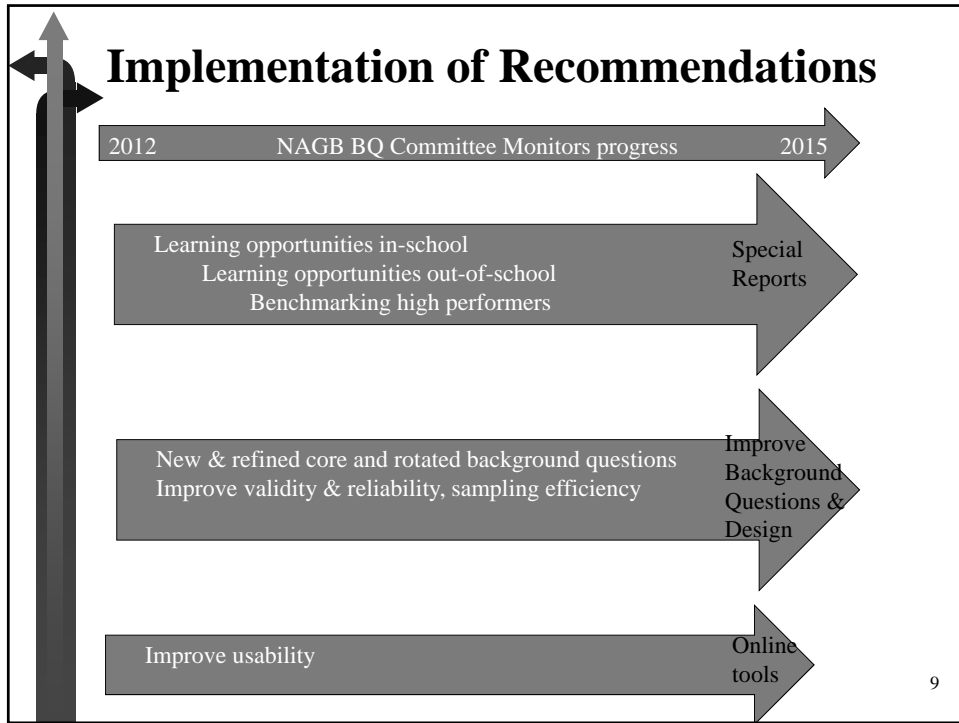 Implementation of Recommendations
2012 NAGB BQ Committee Monitors progress 2015
Learning opportunities in-school
Learning opportunities out-of-school
Benchmarking high performers
Special
Reports
New & refined core and rotated background questions
Improve validity & reliability, sampling efficiency
Improve
Background
Questions &
Design
Improve usability
Online
tools
9